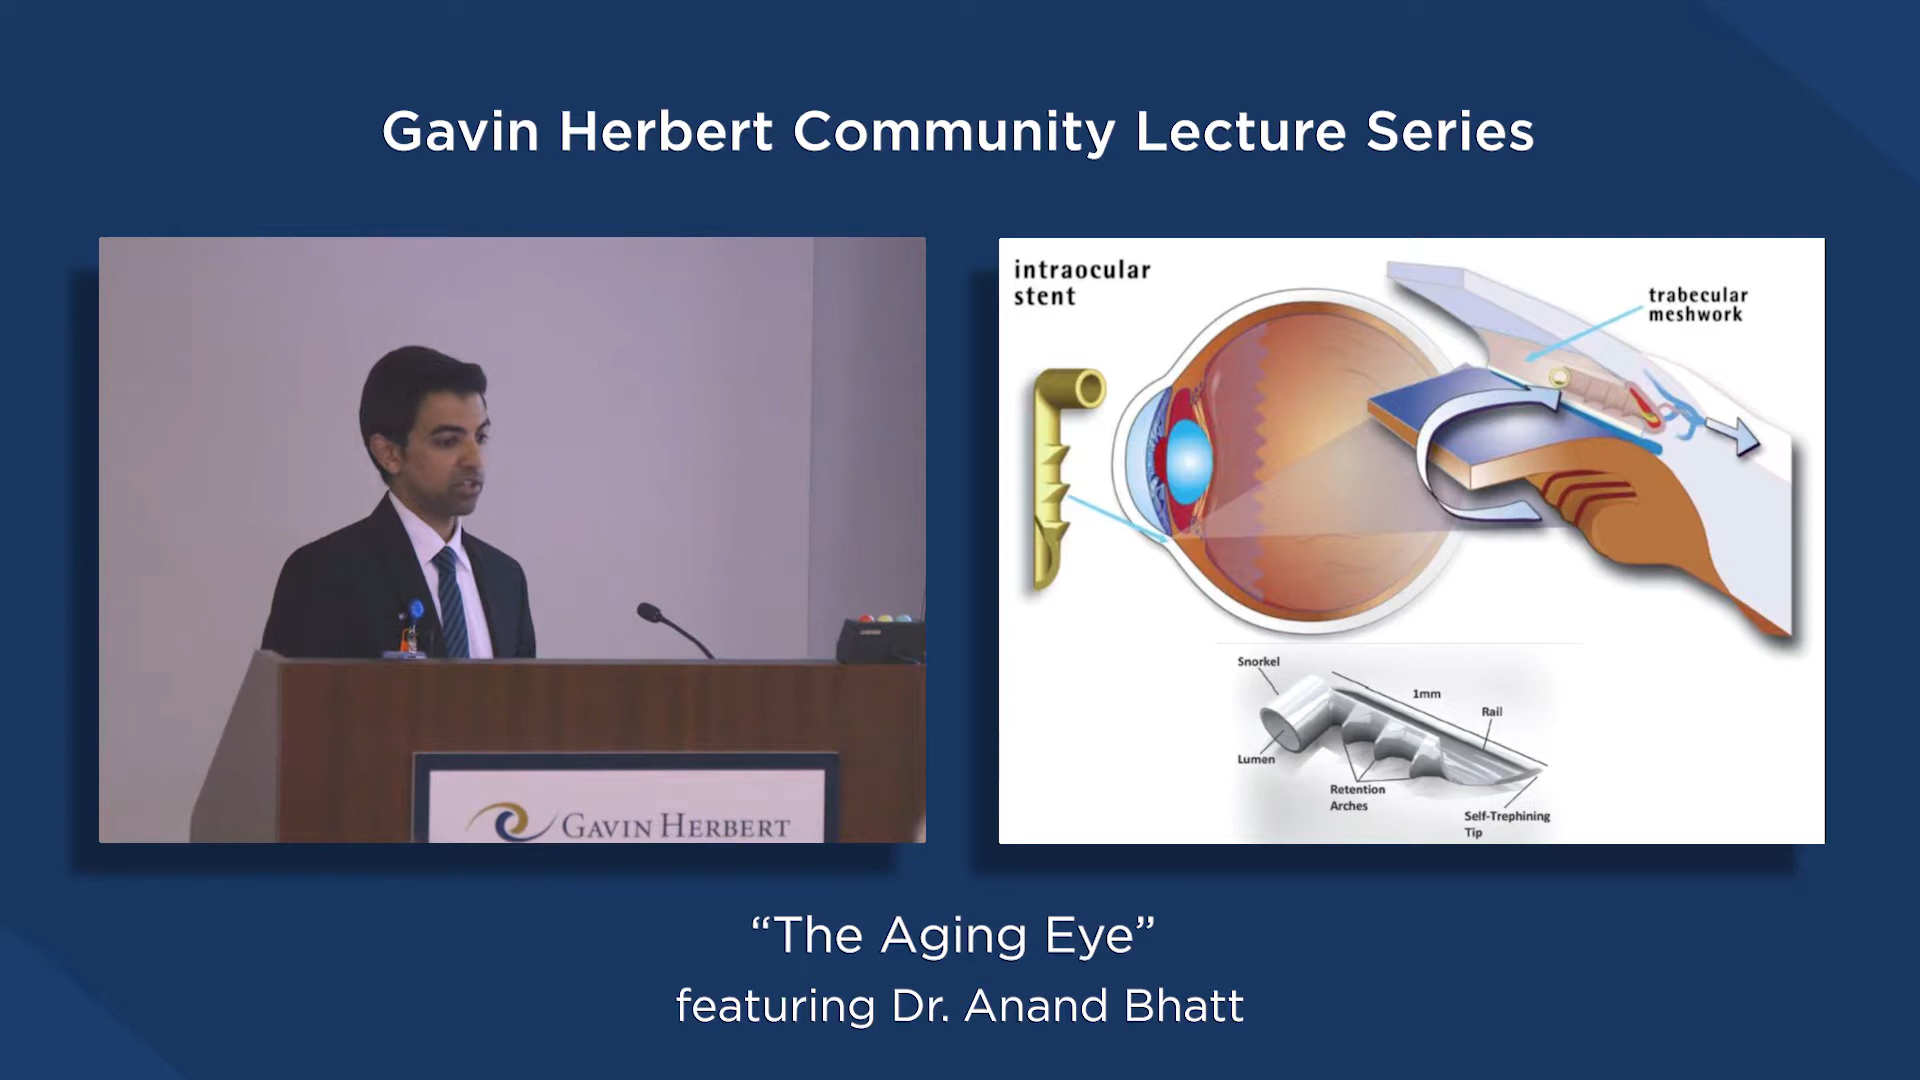 Gavin Herbert Community Lecture Series
GAVIN HERBERT
intraocular
stent
trabecular
meshwork
Snorkel
1mm
Rail
Lumen
Retention
Arches
Self-Trephining
Tip
“The Aging Eye”
featuring Dr. Anand Bhatt